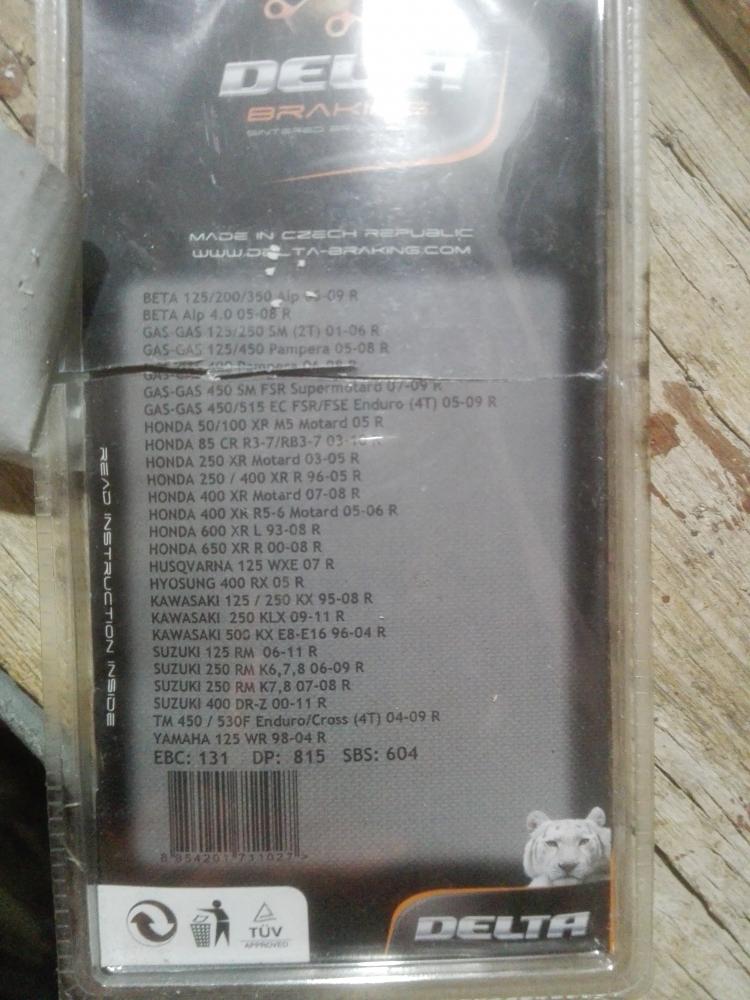 DELTA
BRAKING
SINTERED
MADE IN CZECH REPUBLIC
WWW.DELTA-BRAKING.COM
BETA 125/200/350 Alp 03-09 R
BETA Alp 4.0 05-08 R
GAS-GAS 125/250 SM (2T) 01-06 R
GAS-GAS 125/450 Pampera 05-08 R
400 Pampera 06-08 R
GAS-GAS 450 SM FSR Supermotard 07-09 R
GAS-GAS 450/515 EC FSR/FSE Enduro (4T) 05-09 R
HONDA 50/100 XR M5 Motard 05 R
HONDA 85 CR R3-7/RB3-7 R
HONDA 250 XR Motard 03-05 R
HONDA 250 / 400 XR R 96-05 R
HONDA 400 XR Motard 07-08 R
HONDA 400 XR R5-6 Motard 05-06 R
HONDA 600 XR L 93-08 R
HONDA 650 XR R 00-08 R
HUSQVARNA 125 WXE 07 R
HYOSUNG 400 RX 05 R
KAWASAKI 125 / 250 KX 95-08 R
KAWASAKI 250 KLX 09-11 R
KAWASAKI 500 KX E8-E16 96-04 R
SUZUKI 125 RM 06-11 R
SUZUKI 250 RM K6,7,8 06-09 R
SUZUKI 250 RM K7,8 07-08 R
SUZUKI 400 DR-Z 00-11 R
TM 450 / 530F Enduro/Cross (4T) 04-09 R
YAMAHA 125 WR 98-04 R
EBC: 131 DP: 815 SBS: 604
8 854201 711027 >
READ INSTRUCTION INSIDE
TÜV
APPROVED
DELTA